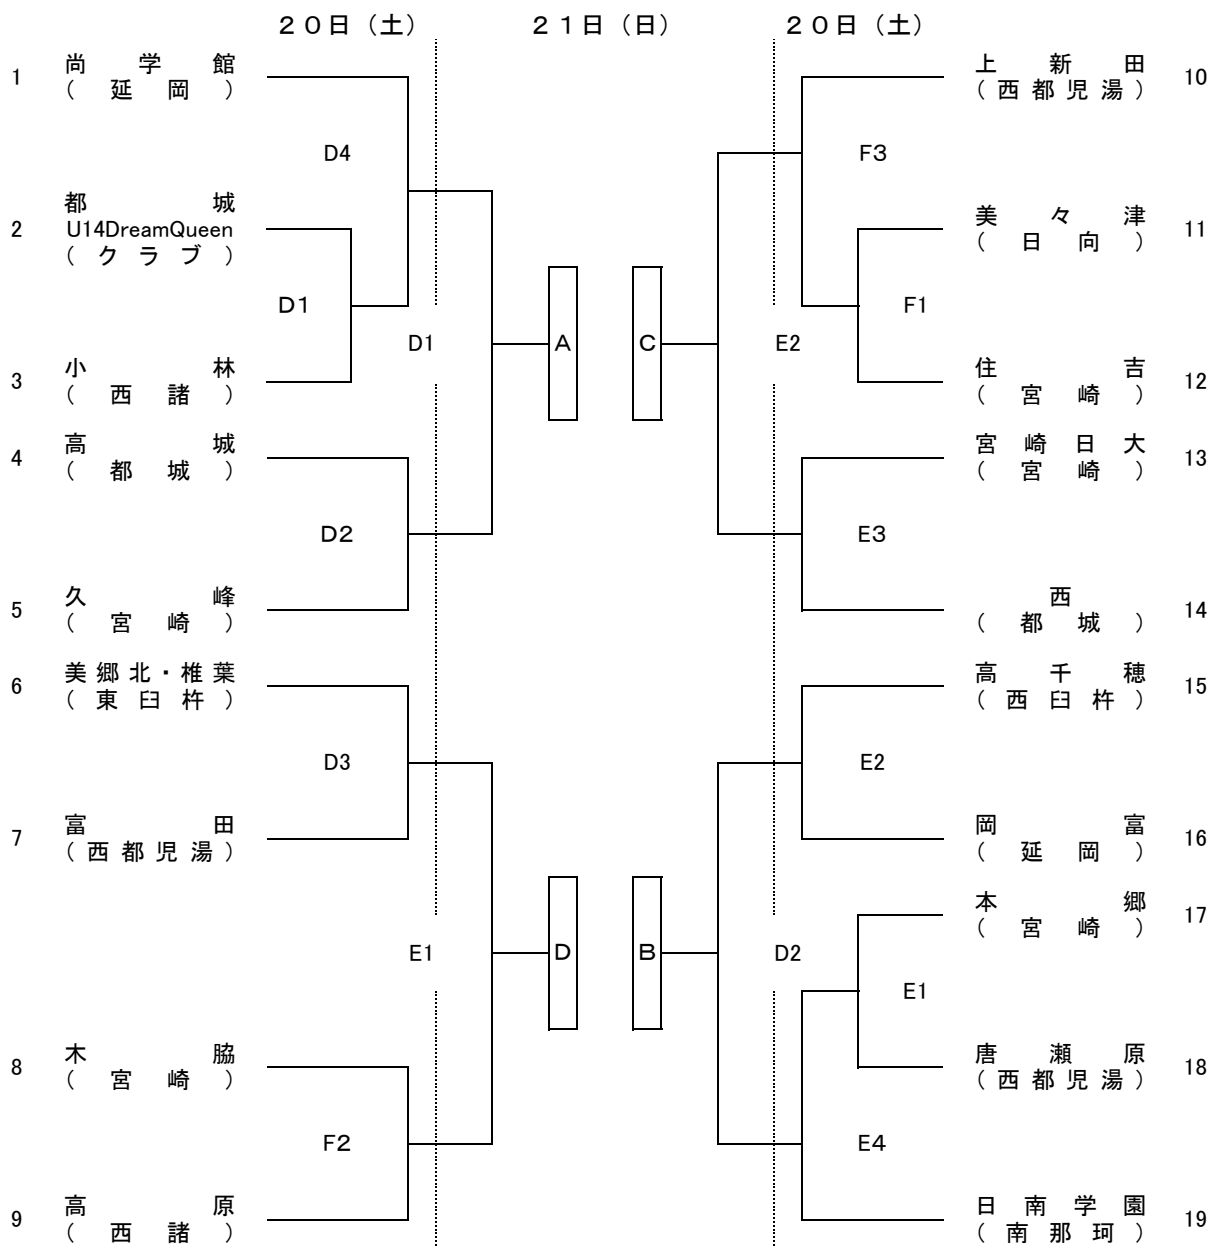 ２０日（土）　２１日（日）　２０日（土）
1 尚学館
（延岡）
D4
都城
2 U14DreamQueen
（クラブ）
D1
3 小林
（西諸）
D1
A
4 高城
（都城）
D2
5 久峰
（宮崎）
6 美郷北・椎葉
（東臼杵）
D3
7 富田
（西都児湯）
E1
D
8 木脇
（宮崎）
F2
9 高原
（西諸）
上新田 10
（西都児湯）
F3
美々津 11
（日向）
F1
C
E2
住吉 12
（宮崎）
宮崎日大 13
（宮崎）
E3
西 14
（都城）
高千穂 15
（西臼杵）
E2
岡富 16
（延岡）
本郷 17
（宮崎）
B
D2
E1
唐瀬原 18
（西都児湯）
E4
日南学園 19
（南那珂）